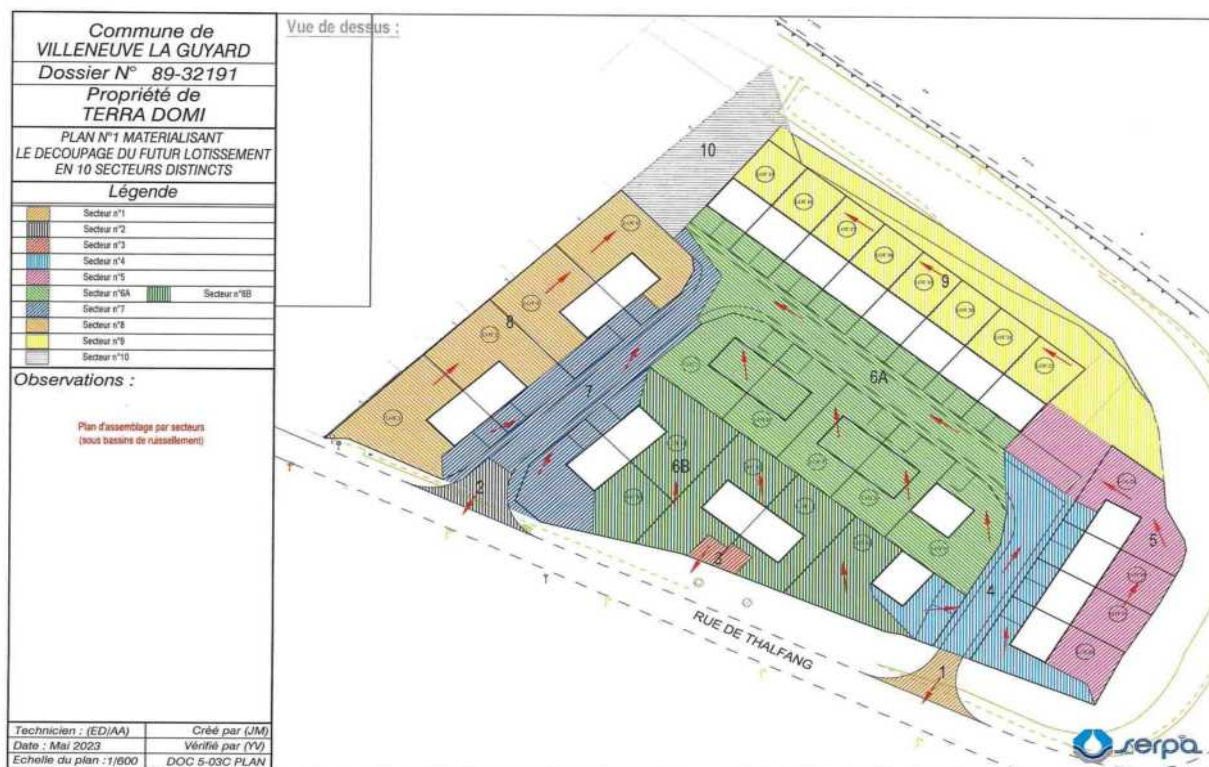 Commune de
VILLENEUVE LA GUYARD
Dossier N° 89-32191
Propriété de
TERRA DOMI
PLAN N°1 MATERIALISANT
LE DECOUPAGE DU FUTUR LOTISSEMENT
EN 10 SECTEURS DISTINCTS
Légende
Secteur n°1
Secteur n°2
Secteur n°3
Secteur n°4
Secteur n°5
Secteur n°6A Secteur n°6B
Secteur n°7
Secteur n°8
Secteur n°9
Secteur n°10
Observations :
Plan d'assemblage par secteurs
(sous bassins de ruissellement)
Technicien : (ED/AA) Créé par (JM)
Date : Mai 2023 Vérifié par (YV)
Echelle du plan : 1/600 DOC 5-03C PLAN
Vue de dessus :
10
9
8
6A
7
6B
2
5
3
4
RUE DE THALFANG
1
serpa